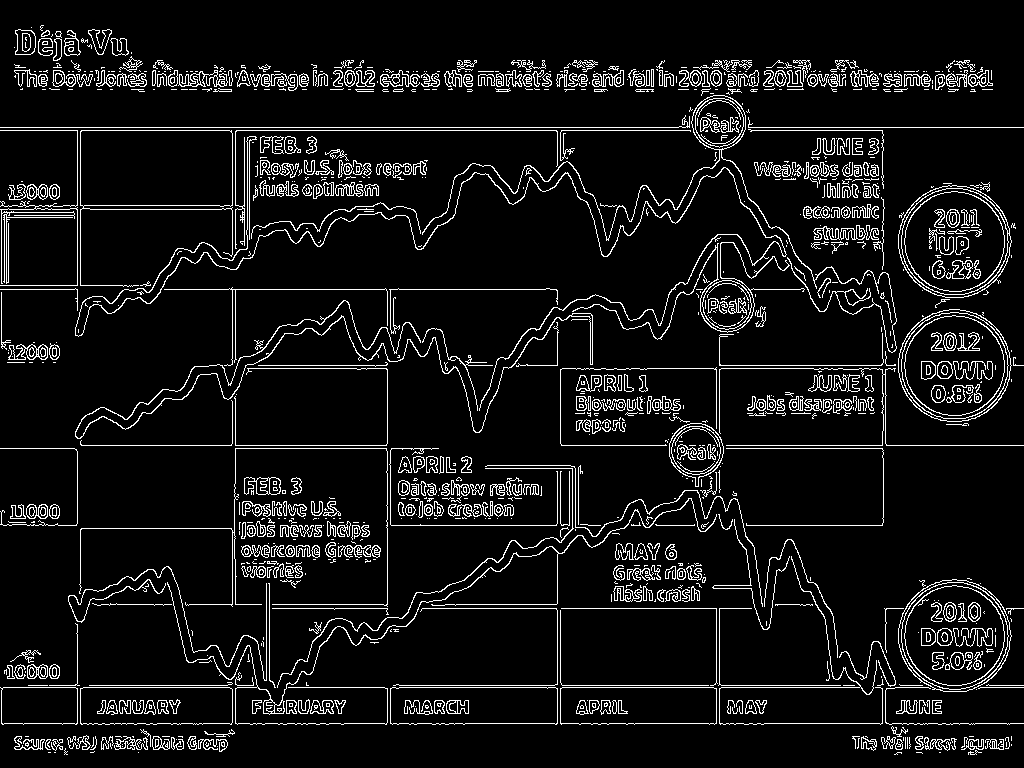 Déjà Vu
The Dow Jones Industrial Average in 2012 echoes the market's rise and fall in 2010 and 2011 over the same period
Peak
FEB. 3
Rosy U.S. jobs report
fuels optimism
JUNE 3
Weak jobs data
hint at
economic
stumble
13000
2011
UP
6.2%
Peak
12000
2012
DOWN
0.8%
APRIL 1
Blowout jobs
report
JUNE 1
Jobs disappoint
Peak
APRIL 2
Data show return
to job creation
FEB. 3
Positive U.S.
jobs news helps
overcome Greece
worries
11000
MAY 6
Greek riots,
flash crash
2010
DOWN
5.0%
10000
JANUARY
FEBRUARY
MARCH
APRIL
MAY
JUNE
Source: WSJ Market Data Group
The Wall Street Journal